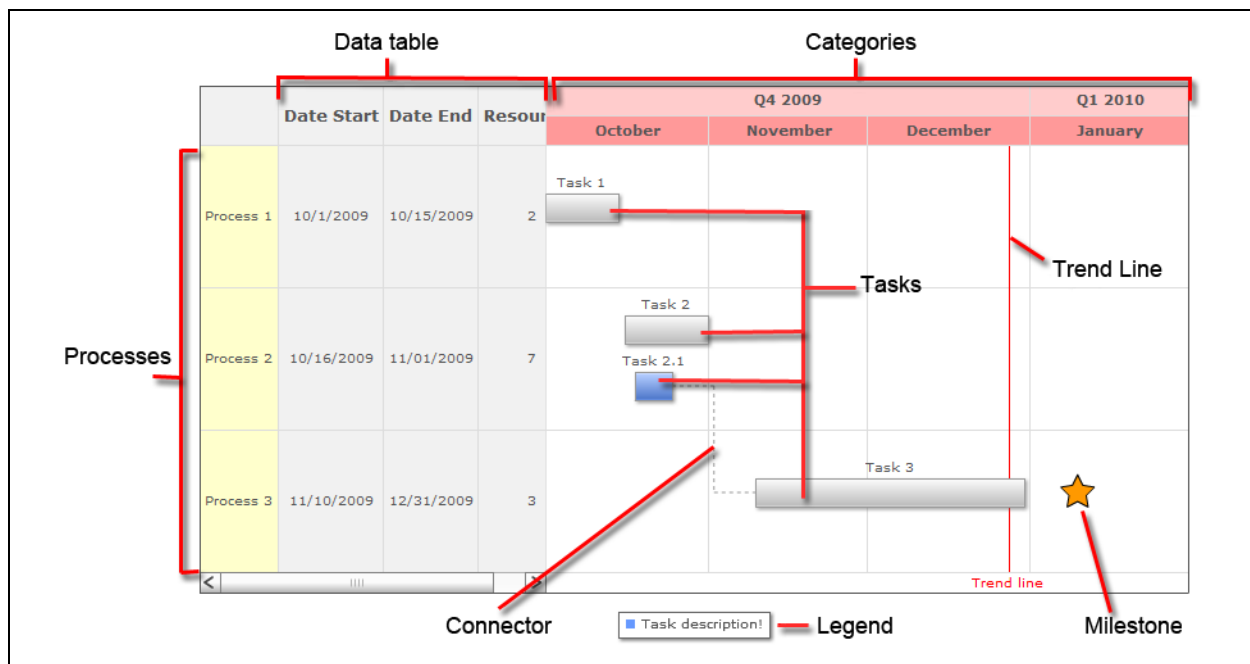 Data table
Categories
Q4 2009
Q1 2010
Date Start
Date End
Resour
October
November
December
January
Task 1
Process 1
10/1/2009
10/15/2009
2
Trend Line
Tasks
Task 2
Processes
Process 2
10/16/2009
11/01/2009
7
Task 2.1
Task 3
Process 3
11/10/2009
12/31/2009
3
Trend line
Connector
Task description!
Legend
Milestone